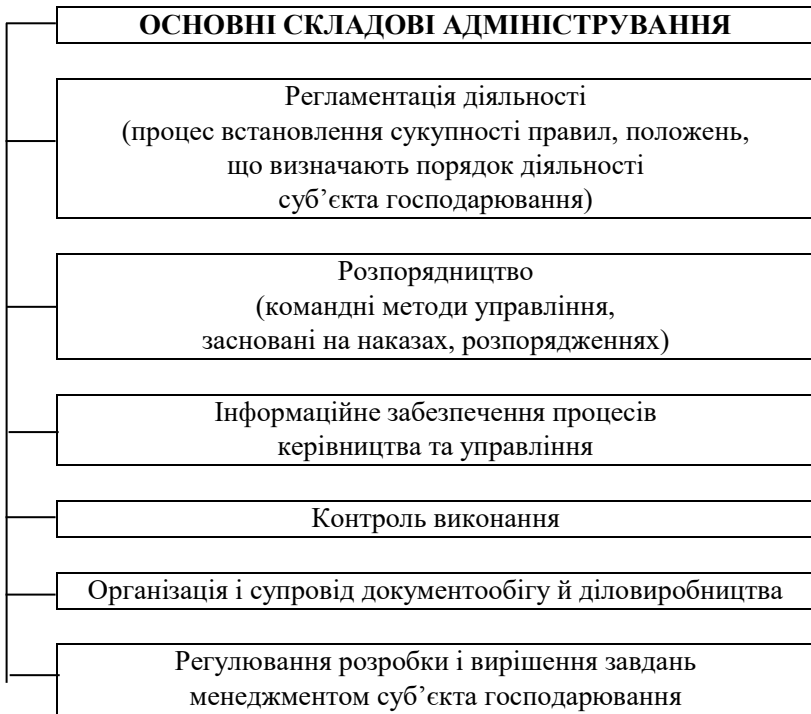 ОСНОВНІ СКЛАДОВІ АДМІНІСТРУВАННЯ
Регламентація діяльності
(процес встановлення сукупності правил, положень,
що визначають порядок діяльності
суб’єкта господарювання)
Розпорядництво
(командні методи управління,
засновані на наказах, розпорядженнях)
Інформаційне забезпечення процесів
керівництва та управління
Контроль виконання
Організація і супровід документообігу й діловиробництва
Регулювання розробки і вирішення завдань
менеджментом суб’єкта господарювання